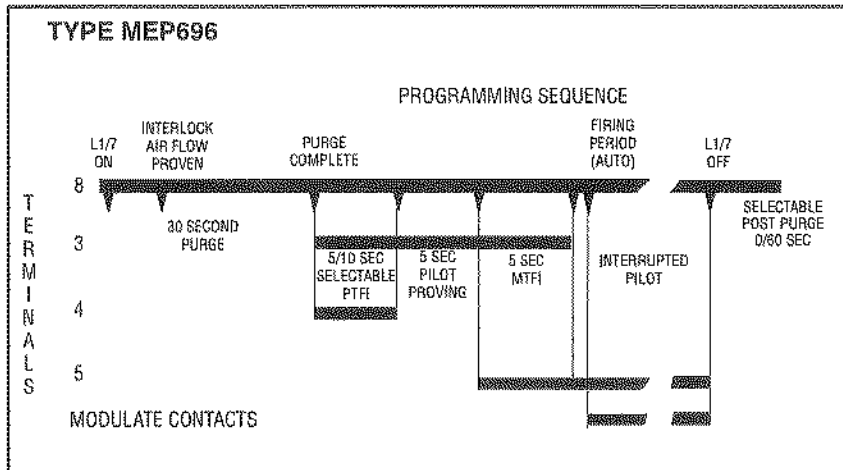 TYPE MEP696
PROGRAMMING SEQUENCE
L1/7
ON
INTERLOCK
AIR FLOW
PROVEN
PURGE
COMPLETE
FIRING
PERIOD
(AUTO)
L1/7
OFF
TERMINALS
8
30 SECOND
PURGE
SELECTABLE
POST PURGE
0/60 SEC
3
5/10 SEC
SELECTABLE
PTFI
5 SEC
PILOT
PROVING
5 SEC
MTFI
INTERRUPTED
PILOT
4
5
MODULATE CONTACTS